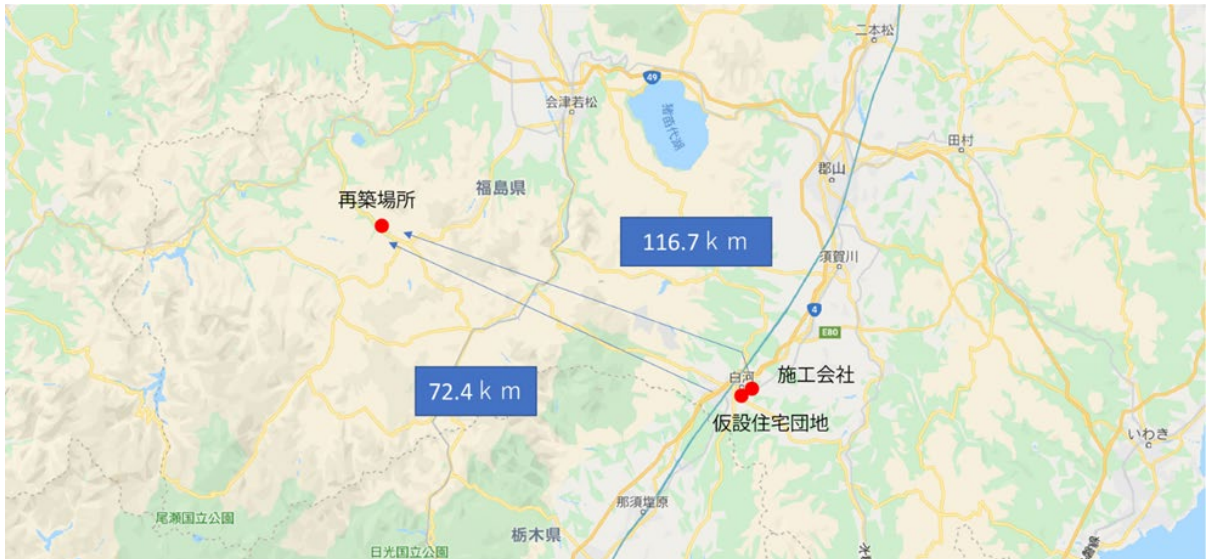 二本松
49
会津若松
猪苗代湖
田村
郡山
福島県
再築場所
116.7ｋｍ
須賀川
4
E80
72.4ｋｍ
白河
施工会社
仮設住宅団地
いわき
那須塩原
尾瀬国立公園
栃木県
日光国立公園